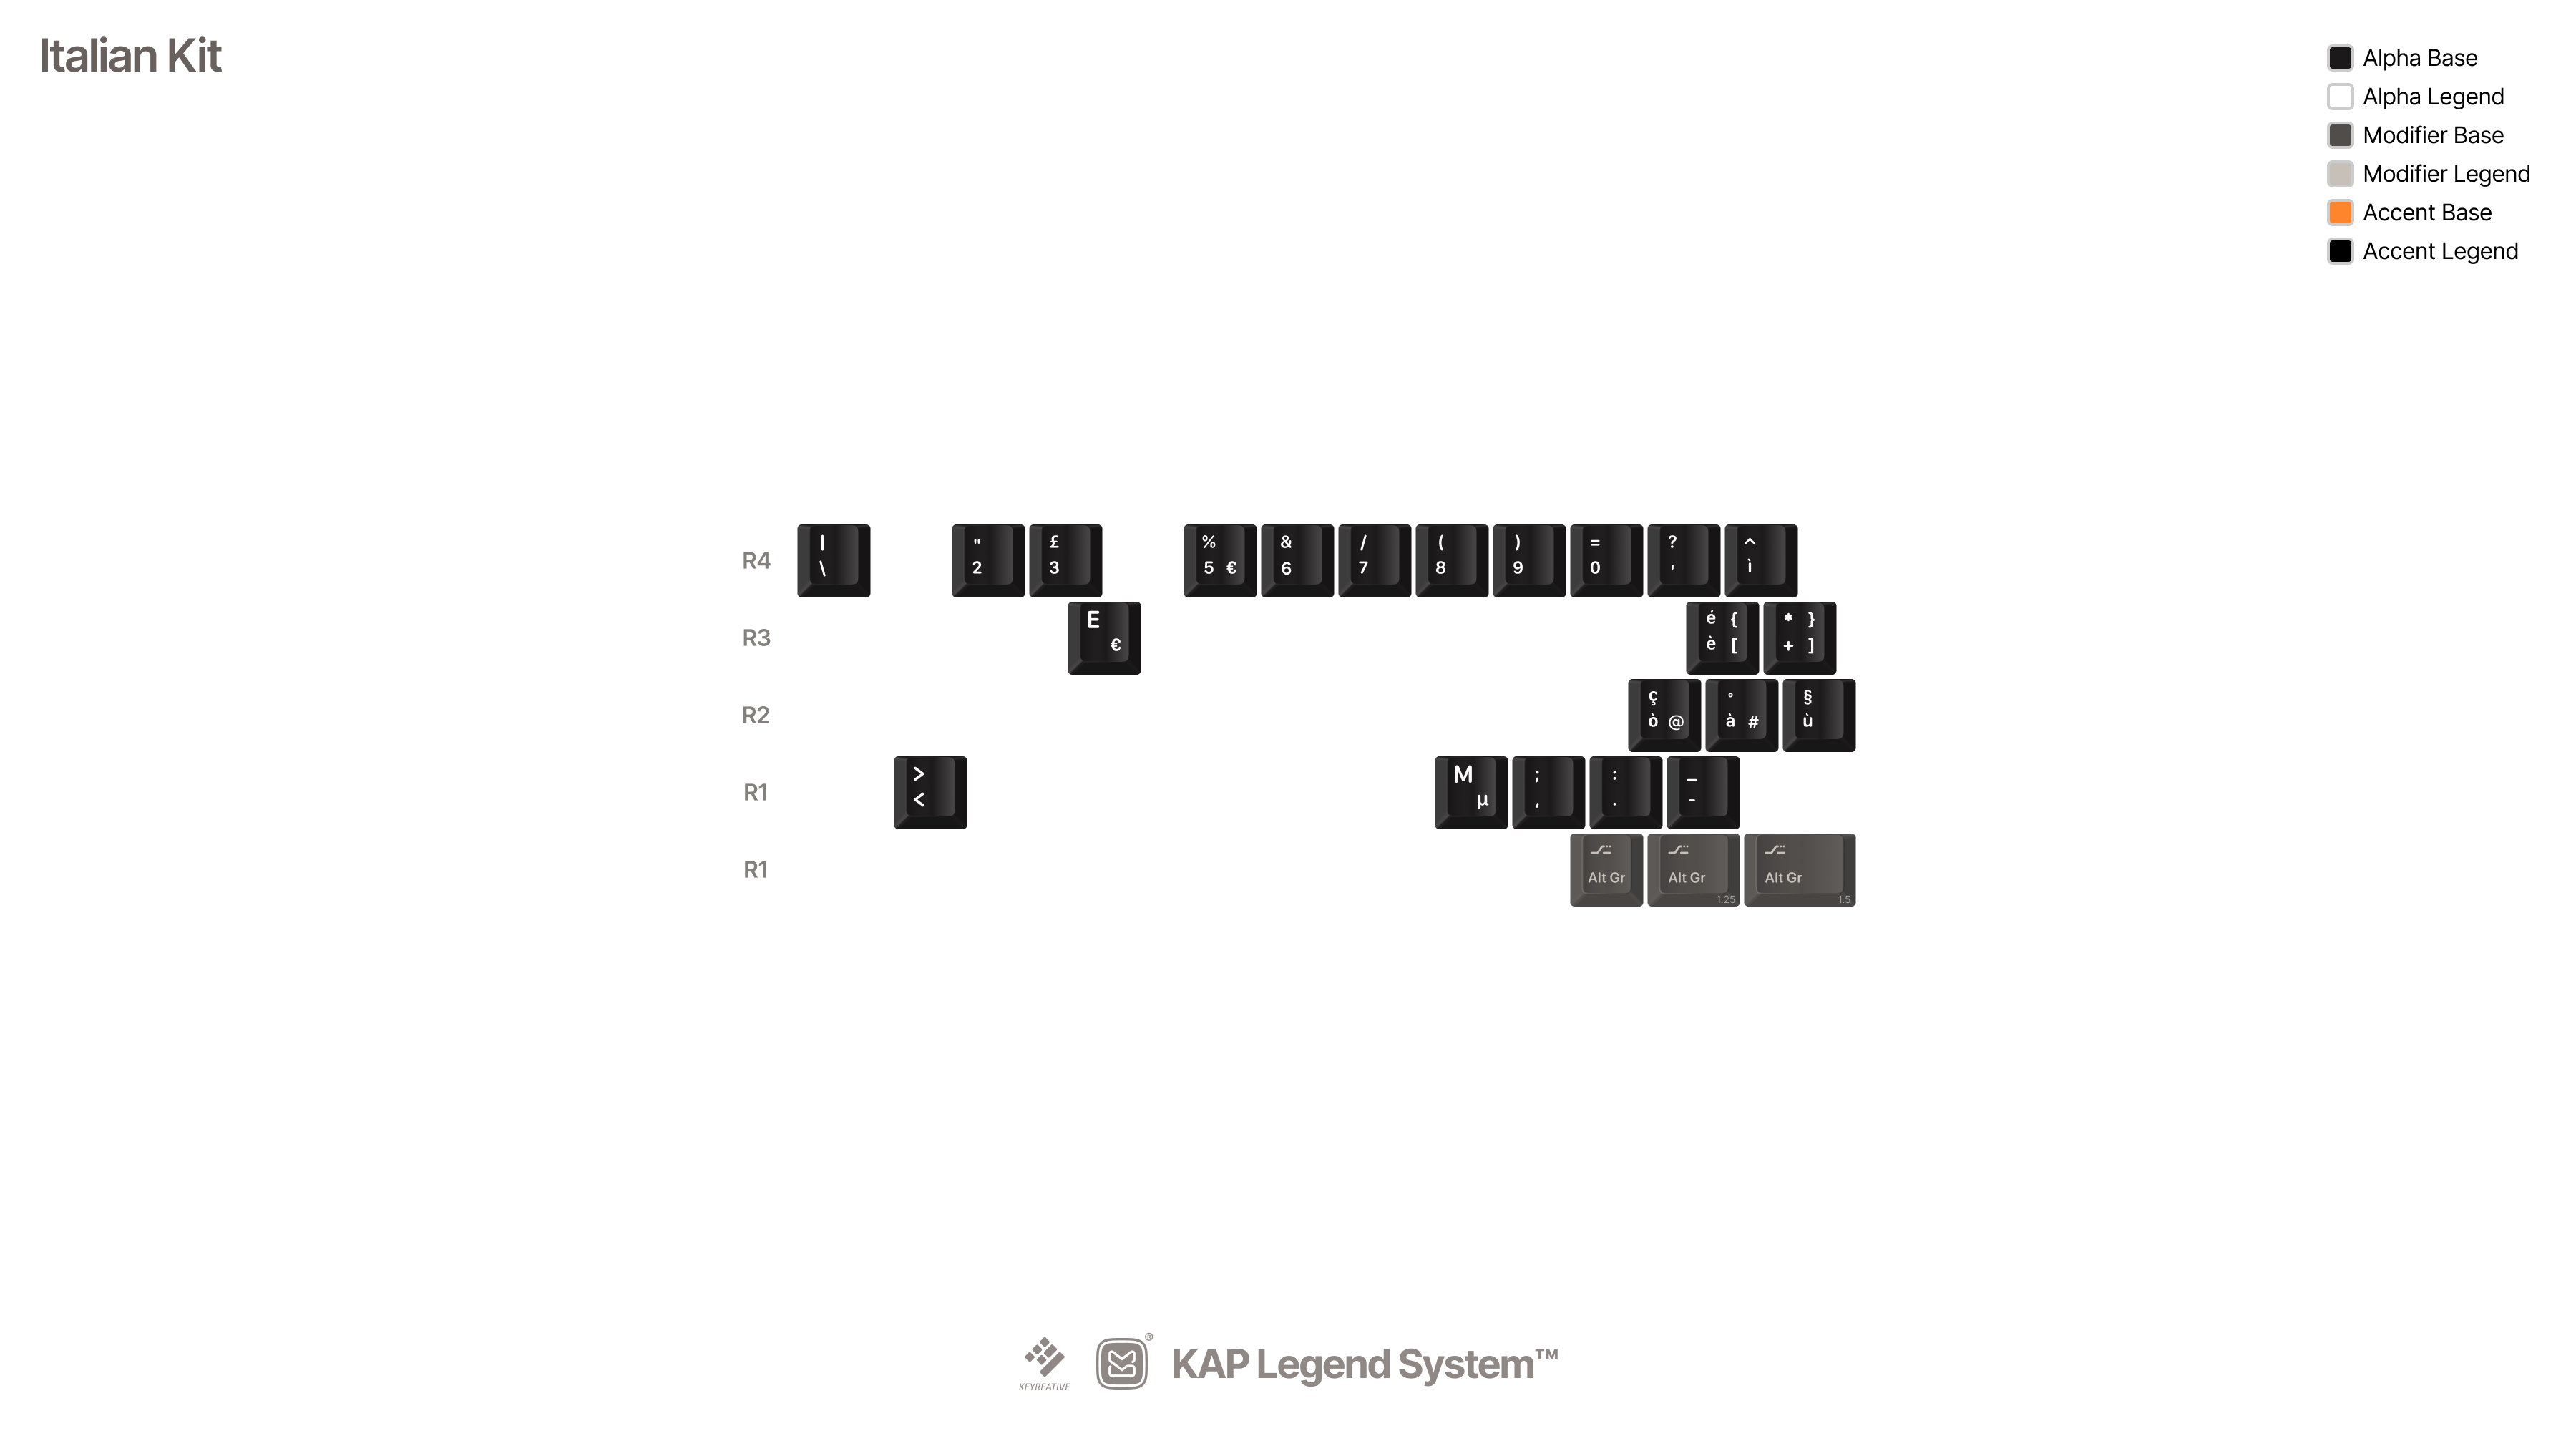 Italian Kit
Alpha Base
Alpha Legend
Modifier Base
Modifier Legend
Accent Base
Accent Legend
R4
| \
" 2
£ 3
% 5 €
& 6
/ 7
( 8
) 9
= 0
? '
^ ì
R3
E €
é { è [
* } + ]
R2
ç ò @
° à #
§ ù
R1
> <
M µ
; ,
: .
_ -
R1
Alt Gr
Alt Gr 1.25
Alt Gr 1.5
KEYREATIVE
®
KAP Legend System™